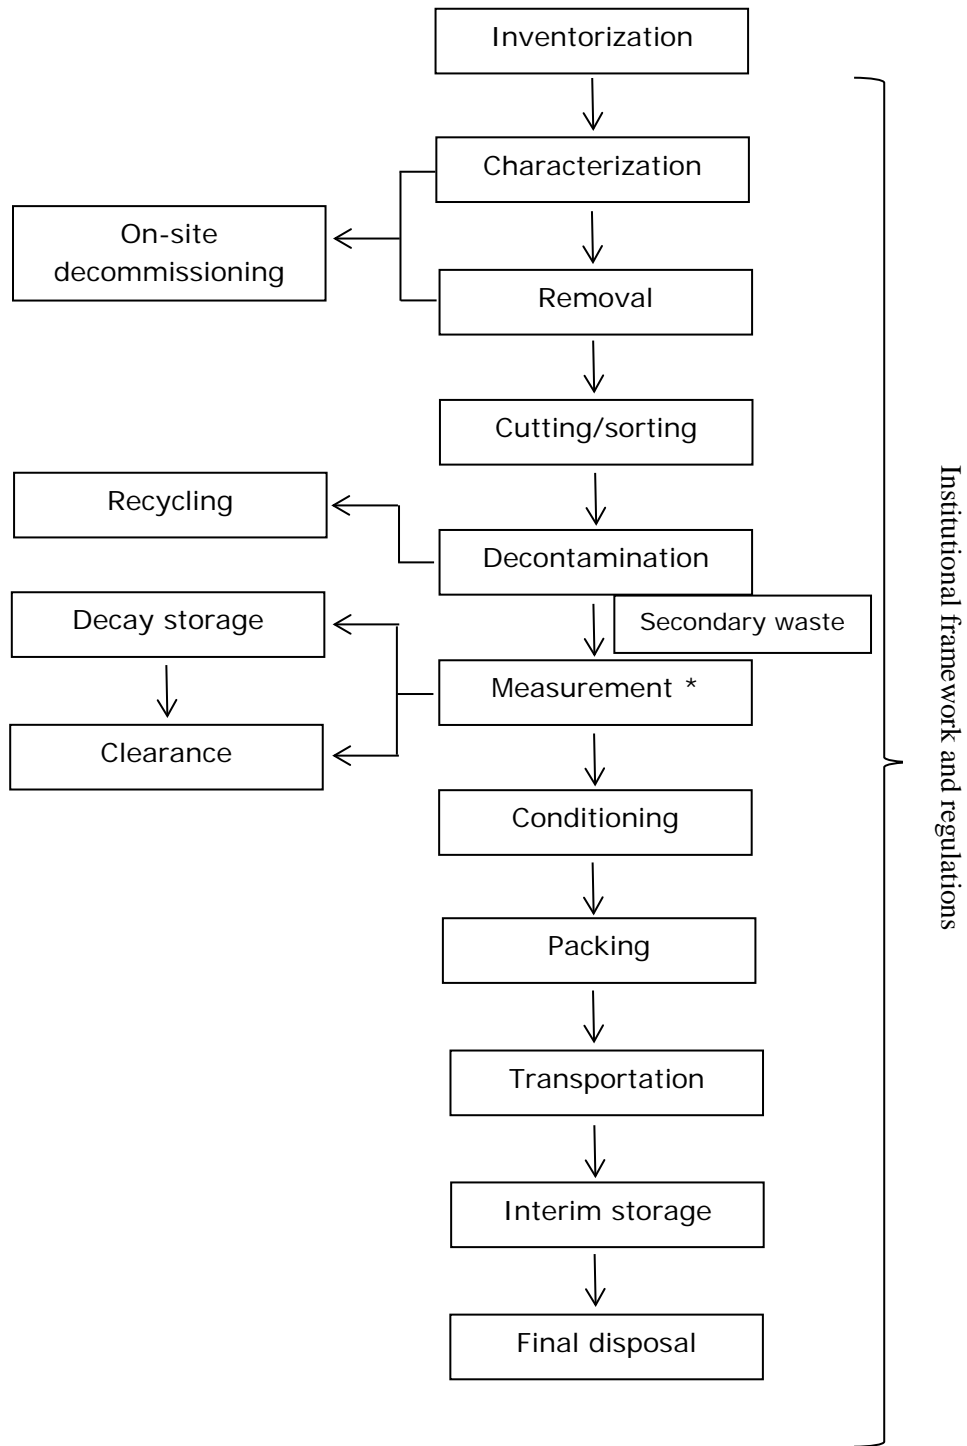 Inventorization
Characterization
On-site
decommissioning
Removal
Cutting/sorting
Recycling
Decontamination
Decay storage
Secondary waste
Measurement *
Clearance
Conditioning
Packing
Transportation
Interim storage
Final disposal
Institutional framework and regulations